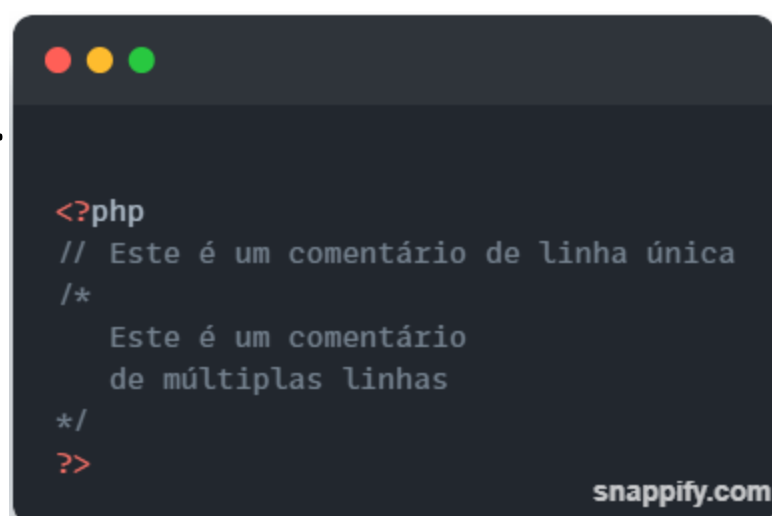 <?php
// Este é um comentário de linha única
/*
Este é um comentário
de múltiplas linhas
*/
?>
snappify.com